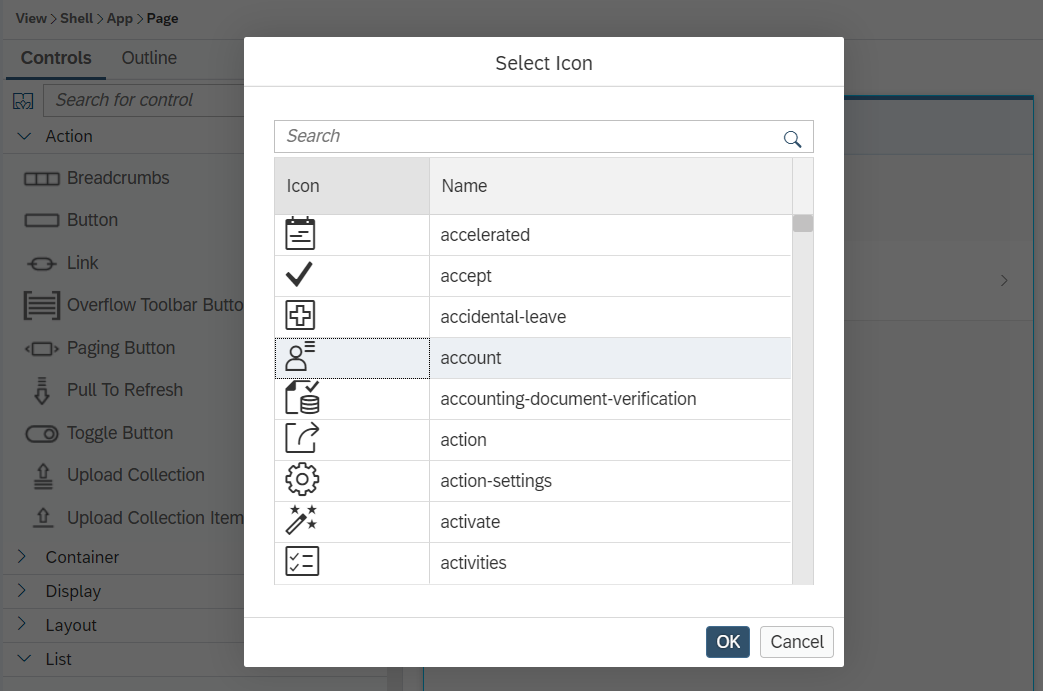 View > Shell > App > Page
Controls Outline
Search for control
Action
Breadcrumbs
Button
Link
Overflow Toolbar Butto
Paging Button
Pull To Refresh
Toggle Button
Upload Collection
Upload Collection Item
Container
Display
Layout
List
Select Icon
Search
Icon Name
accelerated
accept
accidental-leave
account
accounting-document-verification
action
action-settings
activate
activities
OK Cancel